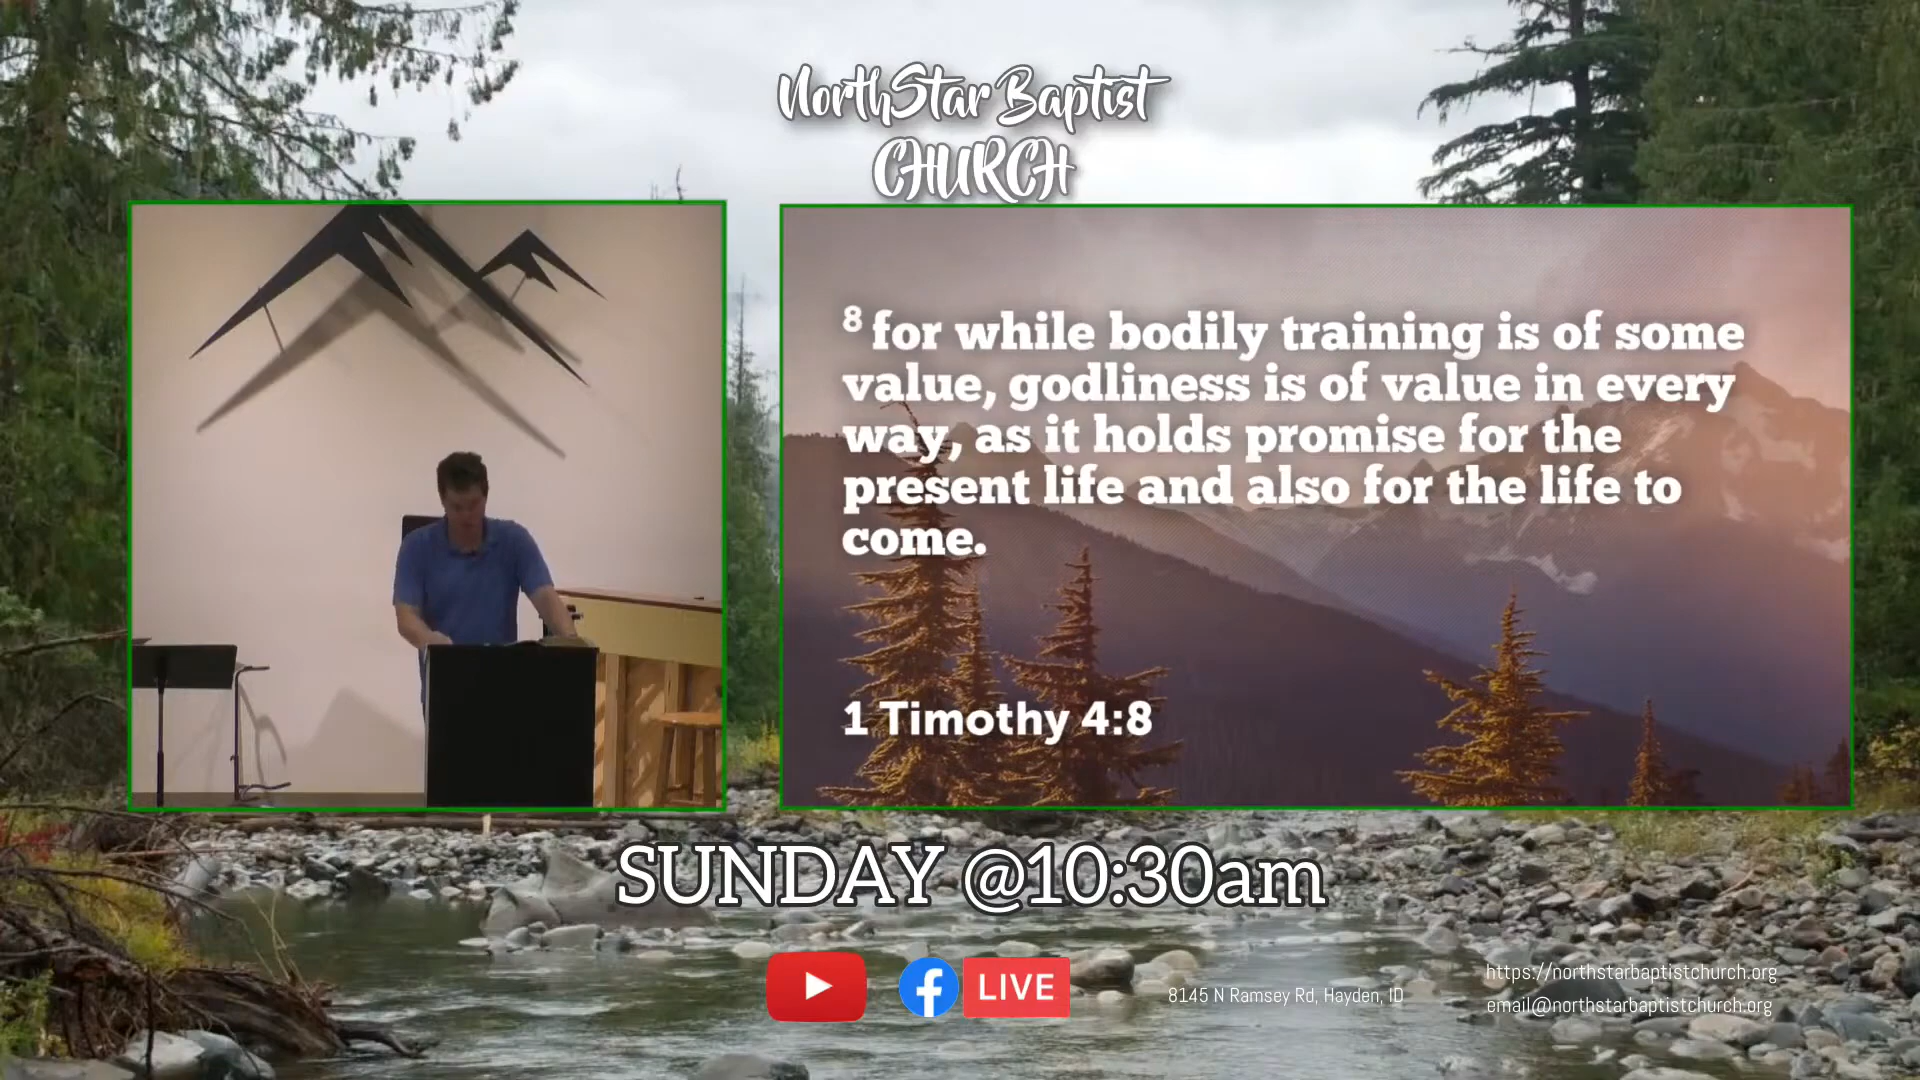 NorthStar Baptist
CHURCH
8 for while bodily training is of some
value, godliness is of value in every
way, as it holds promise for the
present life and also for the life to
come.
1 Timothy 4:8
SUNDAY @10:30am
LIVE
8145 N Ramsey Rd, Hayden, ID
https://northstarbaptistchurch.org
email@northstarbaptistchurch.org